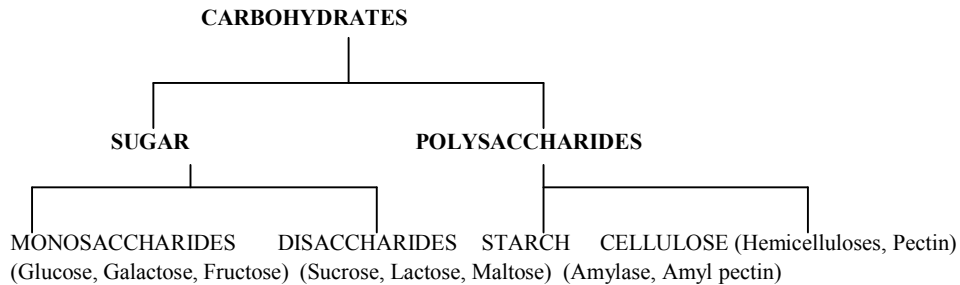 CARBOHYDRATES
SUGAR POLYSACCHARIDES
MONOSACCHARIDES DISACCHARIDES STARCH CELLULOSE (Hemicelluloses, Pectin)
(Glucose, Galactose, Fructose) (Sucrose, Lactose, Maltose) (Amylase, Amyl pectin)